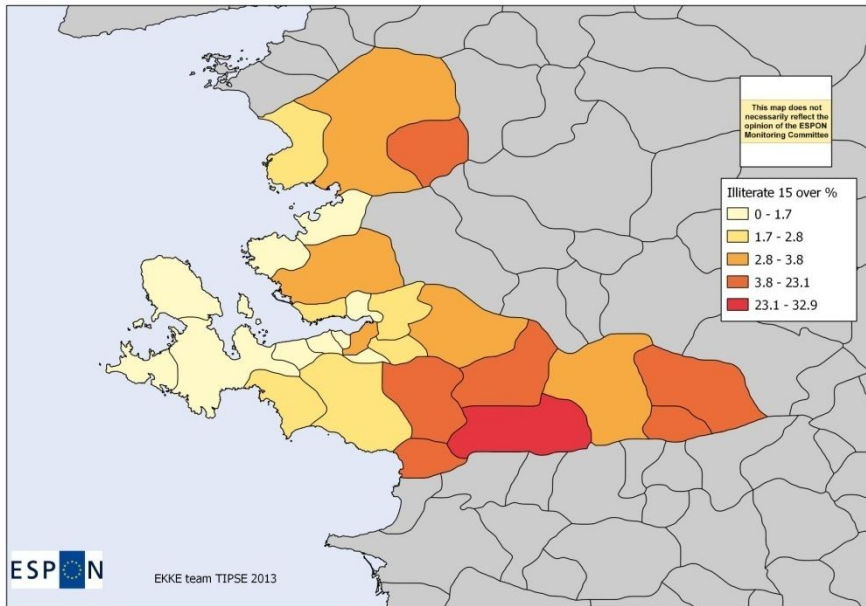 This map does not
necessarily reflect the
opinion of the ESPON
Monitoring Committee
Illiterate 15 over %
0 - 1.7
1.7 - 2.8
2.8 - 3.8
3.8 - 23.1
23.1 - 32.9
ESPON
EKKE team TIPSE 2013